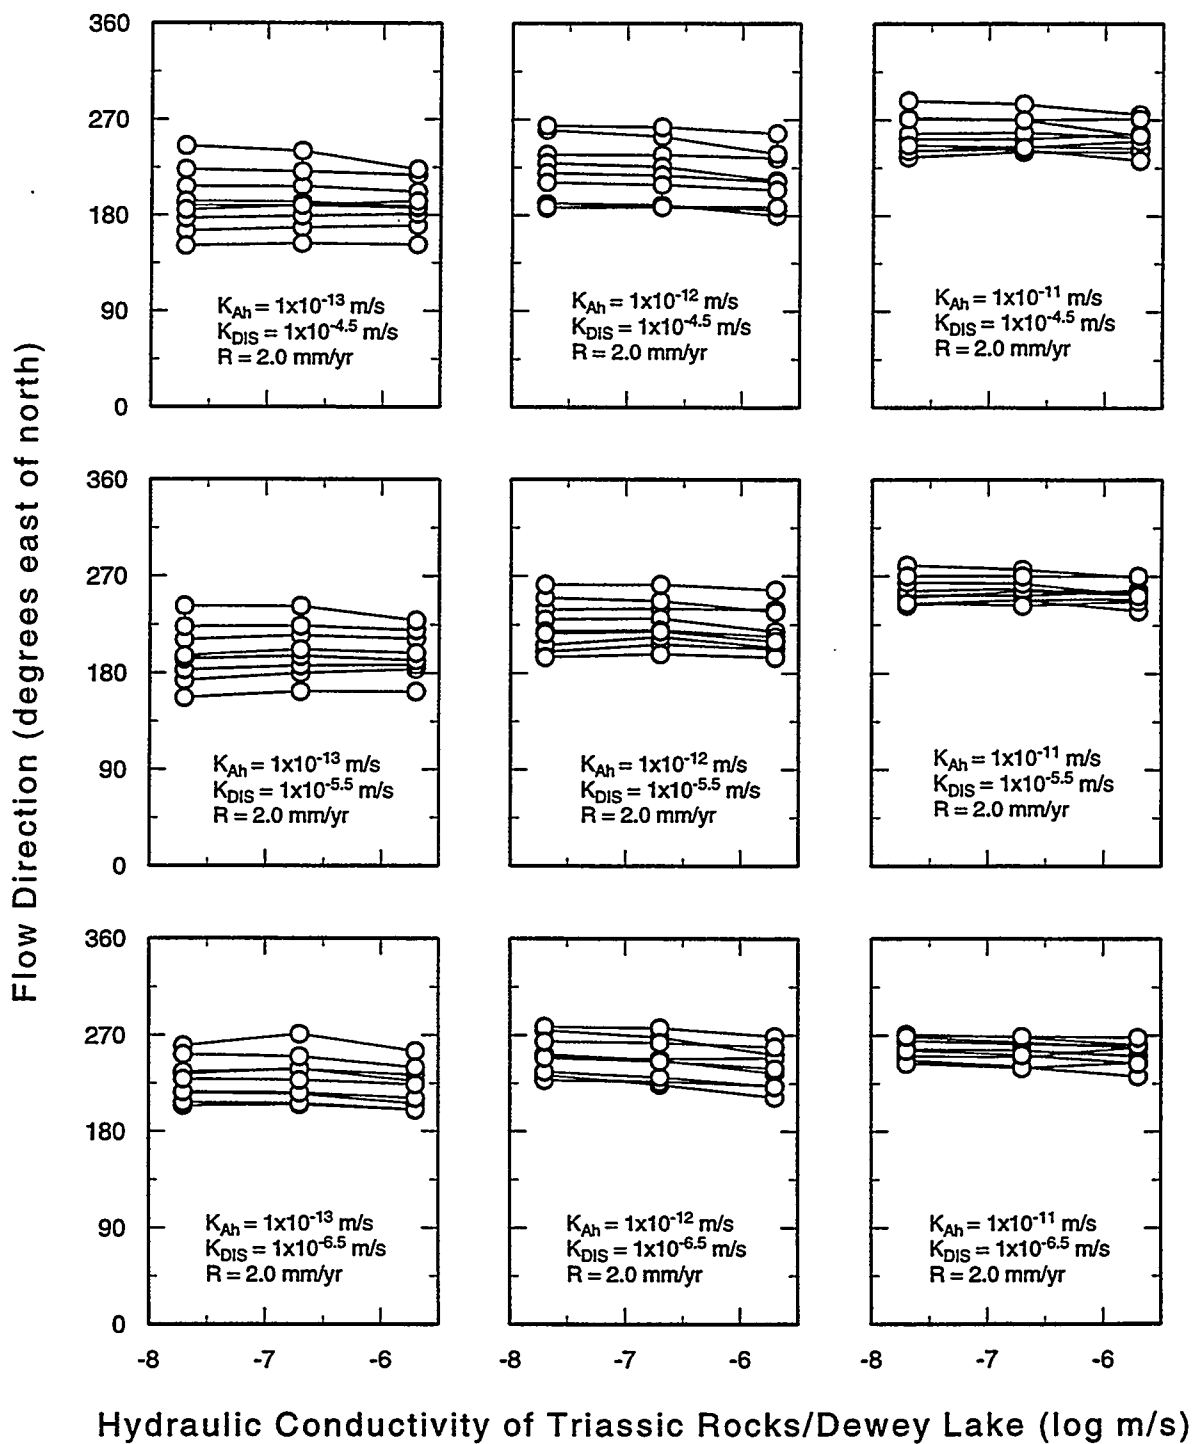 360
270
180
90
0
K_Ah = 1x10^-13 m/s
K_DIS = 1x10^-4.5 m/s
R = 2.0 mm/yr
K_Ah = 1x10^-12 m/s
K_DIS = 1x10^-4.5 m/s
R = 2.0 mm/yr
K_Ah = 1x10^-11 m/s
K_DIS = 1x10^-4.5 m/s
R = 2.0 mm/yr
Flow Direction (degrees east of north)
360
270
180
90
0
K_Ah = 1x10^-13 m/s
K_DIS = 1x10^-5.5 m/s
R = 2.0 mm/yr
K_Ah = 1x10^-12 m/s
K_DIS = 1x10^-5.5 m/s
R = 2.0 mm/yr
K_Ah = 1x10^-11 m/s
K_DIS = 1x10^-5.5 m/s
R = 2.0 mm/yr
360
270
180
90
0
K_Ah = 1x10^-13 m/s
K_DIS = 1x10^-6.5 m/s
R = 2.0 mm/yr
K_Ah = 1x10^-12 m/s
K_DIS = 1x10^-6.5 m/s
R = 2.0 mm/yr
K_Ah = 1x10^-11 m/s
K_DIS = 1x10^-6.5 m/s
R = 2.0 mm/yr
-8 -7 -6 -8 -7 -6 -8 -7 -6
Hydraulic Conductivity of Triassic Rocks/Dewey Lake (log m/s)